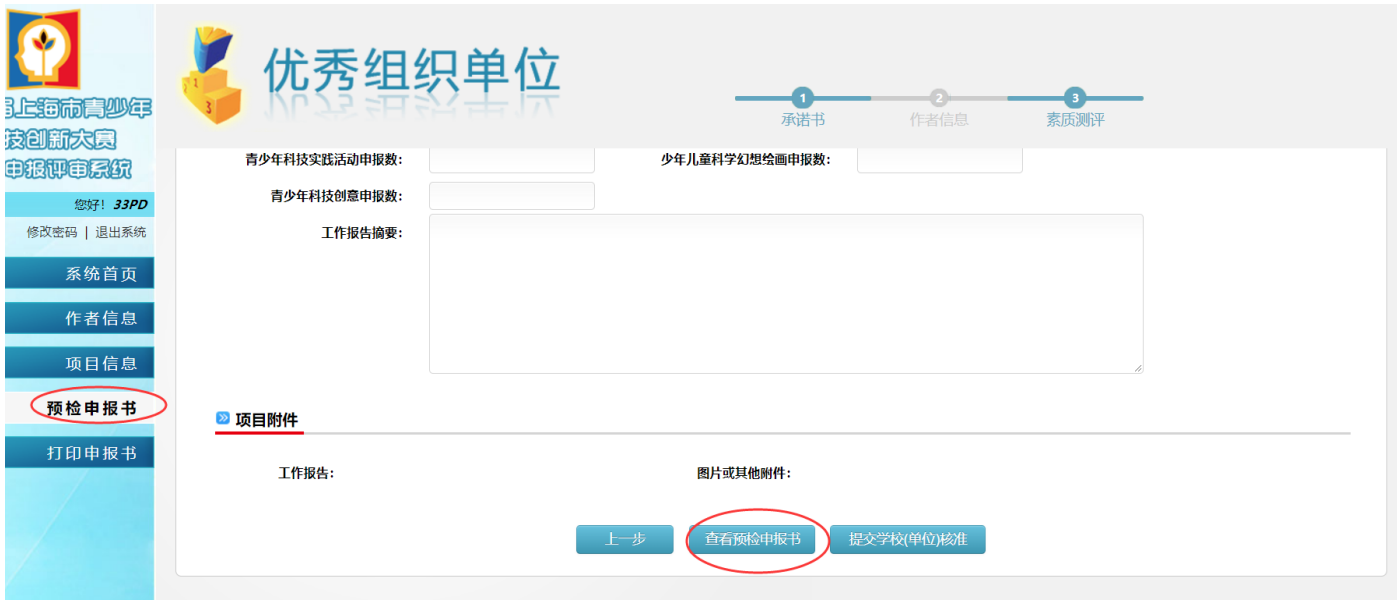 优秀组织单位
1 2 3
承诺书 作者信息 素质测评
上海市青少年
技创新大赛
申报评审系统
您好！33PD
修改密码 | 退出系统
系统首页
作者信息
项目信息
预检申报书
打印申报书
青少年科技实践活动申报数：
少年儿童科学幻想绘画申报数：
青少年科技创意申报数：
工作报告摘要：
项目附件
工作报告：
图片或其他附件：
上一步 查看预检申报书 提交学校(单位)核准